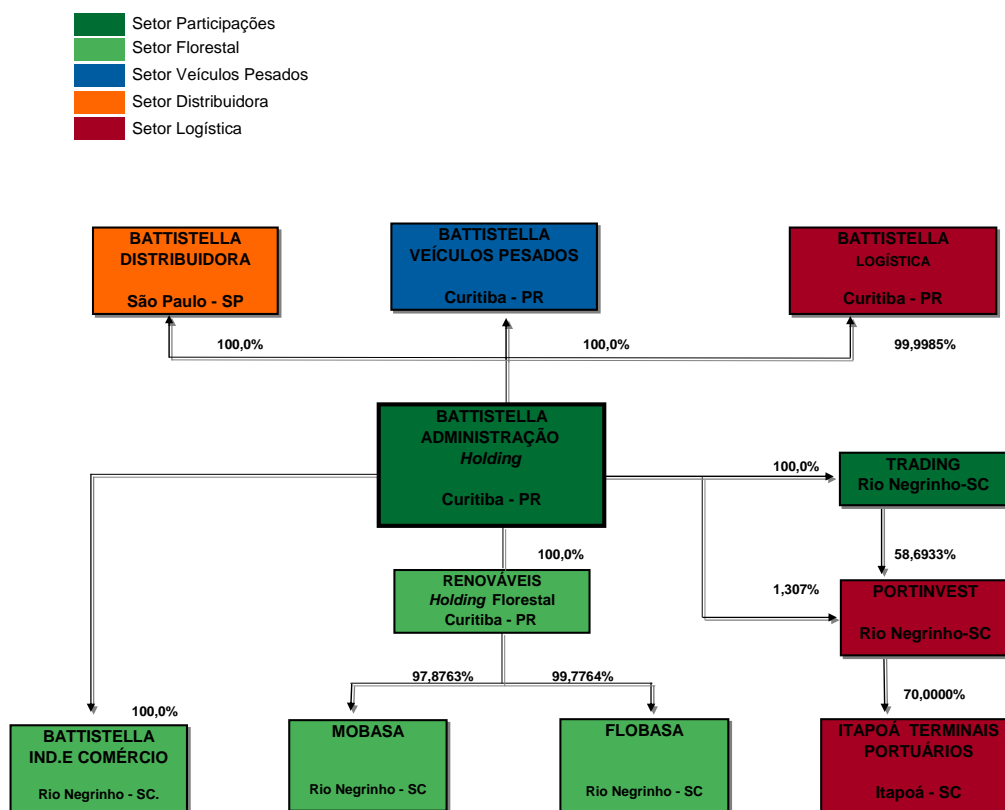 Setor Participações
Setor Florestal
Setor Veículos Pesados
Setor Distribuidora
Setor Logística
BATTISTELLA
DISTRIBUIDORA
São Paulo - SP
BATTISTELLA
VEÍCULOS PESADOS
Curitiba - PR
BATTISTELLA
LOGÍSTICA
Curitiba - PR
100,0%
100,0%
99,9985%
BATTISTELLA
ADMINISTRAÇÃO
Holding
Curitiba - PR
100,0%
TRADING
Rio Negrinho-SC
100,0%
58,6933%
RENOVÁVEIS
Holding Florestal
Curitiba - PR
1,307%
PORTINVEST
Rio Negrinho-SC
97,8763%
99,7764%
70,0000%
100,0%
BATTISTELLA
IND.E COMÉRCIO
Rio Negrinho - SC.
MOBASA
Rio Negrinho - SC
FLOBASA
Rio Negrinho - SC
ITAPOÁ TERMINAIS
PORTUÁRIOS
Itapoá - SC